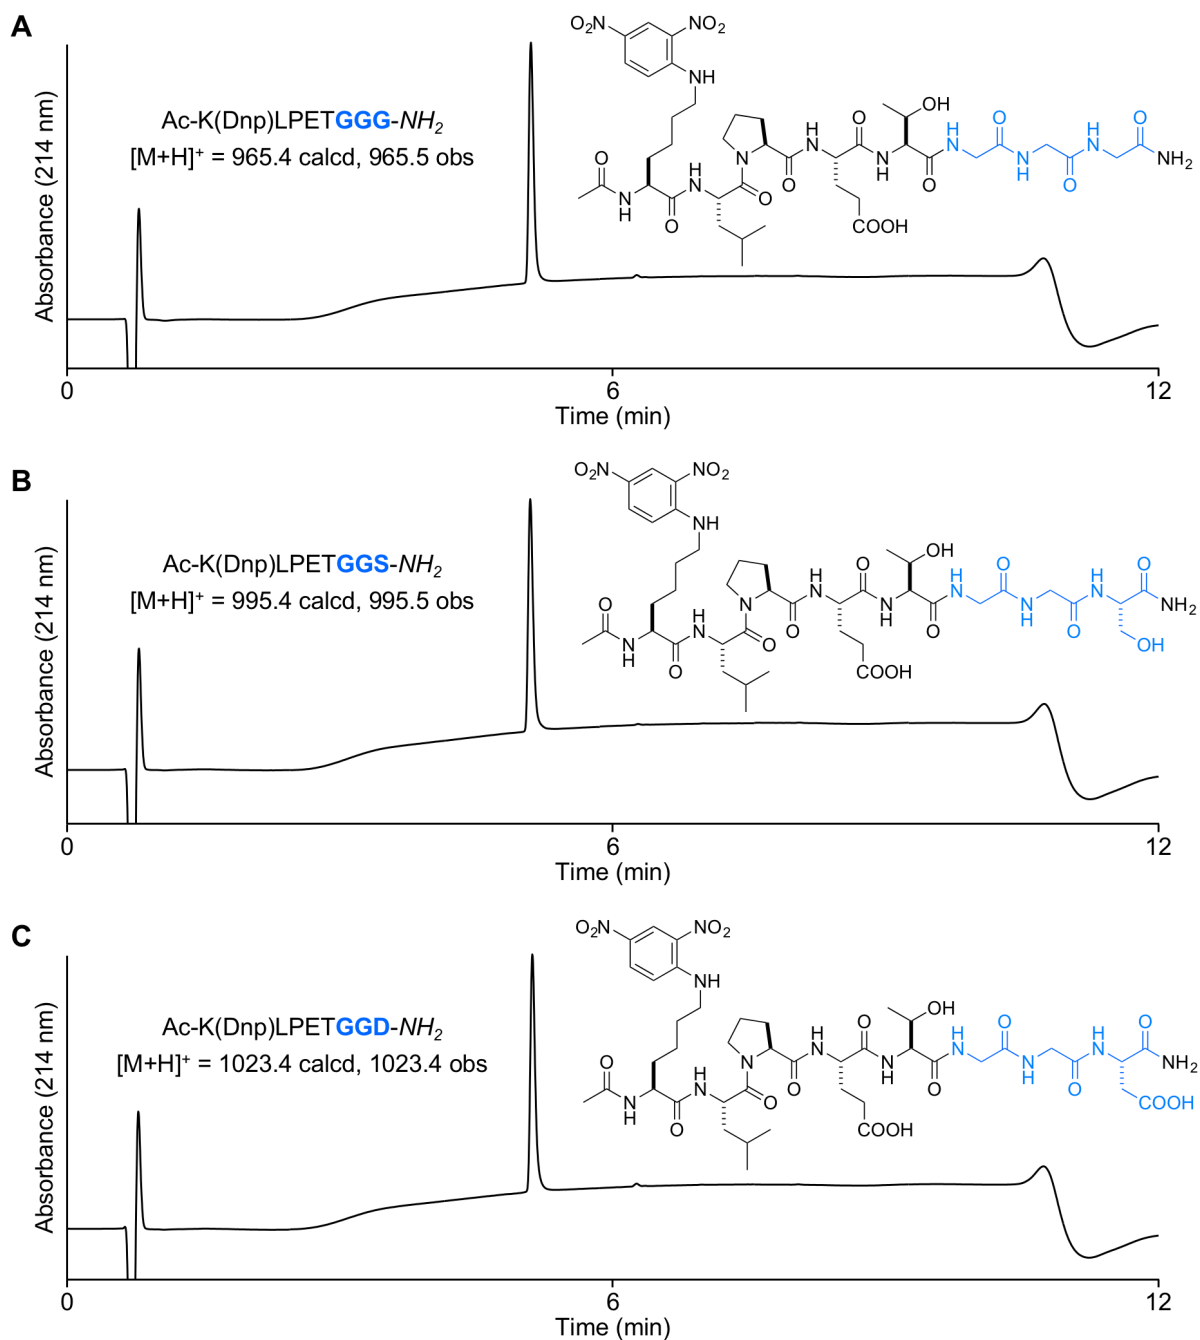 A
Ac-K(Dnp)LPETGGG-NH2
[M+H]+ = 965.4 calcd, 965.5 obs
O2N
NO2
NH
O
N
H
O
H
N
N
O
O
H
N
O
N
H
OH
O
H
N
O
N
H
O
H
N
O
NH2
COOH
Absorbance (214 nm)
0
6
12
Time (min)
B
Ac-K(Dnp)LPETGGS-NH2
[M+H]+ = 995.4 calcd, 995.5 obs
O2N
NO2
NH
O
N
H
O
H
N
N
O
O
H
N
O
N
H
OH
O
H
N
O
N
H
O
H
N
O
NH2
OH
COOH
Absorbance (214 nm)
0
6
12
Time (min)
C
Ac-K(Dnp)LPETGGD-NH2
[M+H]+ = 1023.4 calcd, 1023.4 obs
O2N
NO2
NH
O
N
H
O
H
N
N
O
O
H
N
O
N
H
OH
O
H
N
O
N
H
O
H
N
O
NH2
COOH
COOH
Absorbance (214 nm)
0
6
12
Time (min)